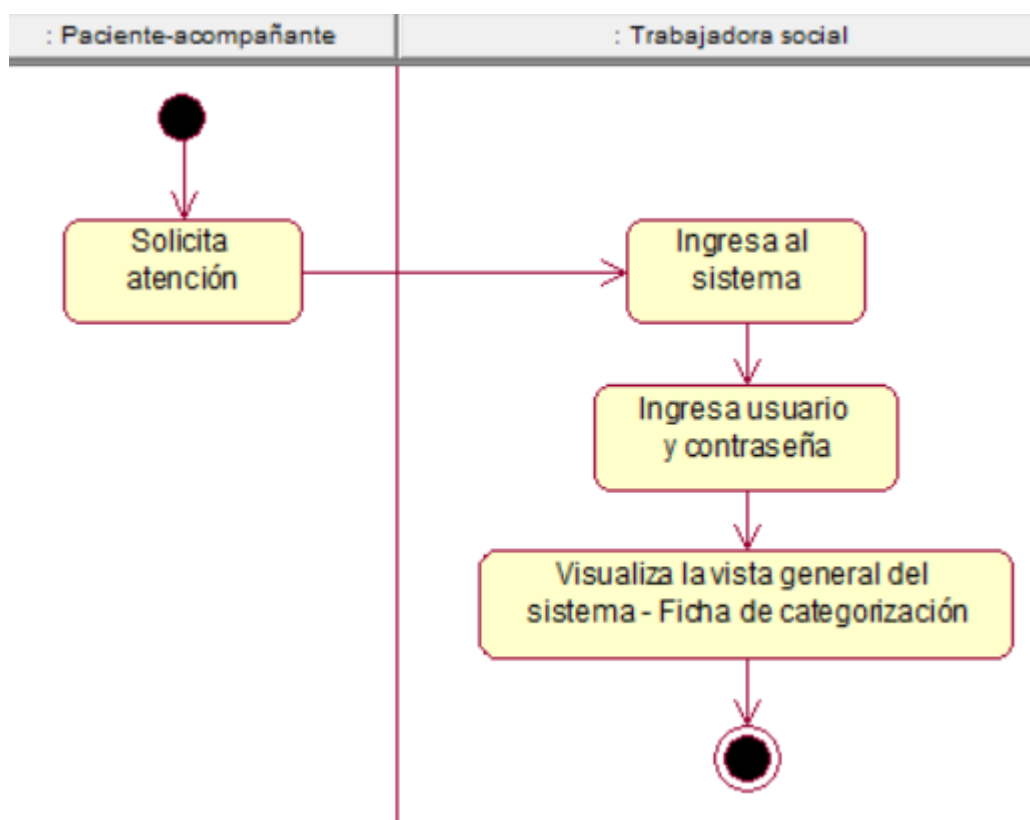 : Paciente-acompañante
: Trabajadora social
Solicita
atención
Ingresa al
sistema
Ingresa usuario
y contraseña
Visualiza la vista general del
sistema - Ficha de categorización